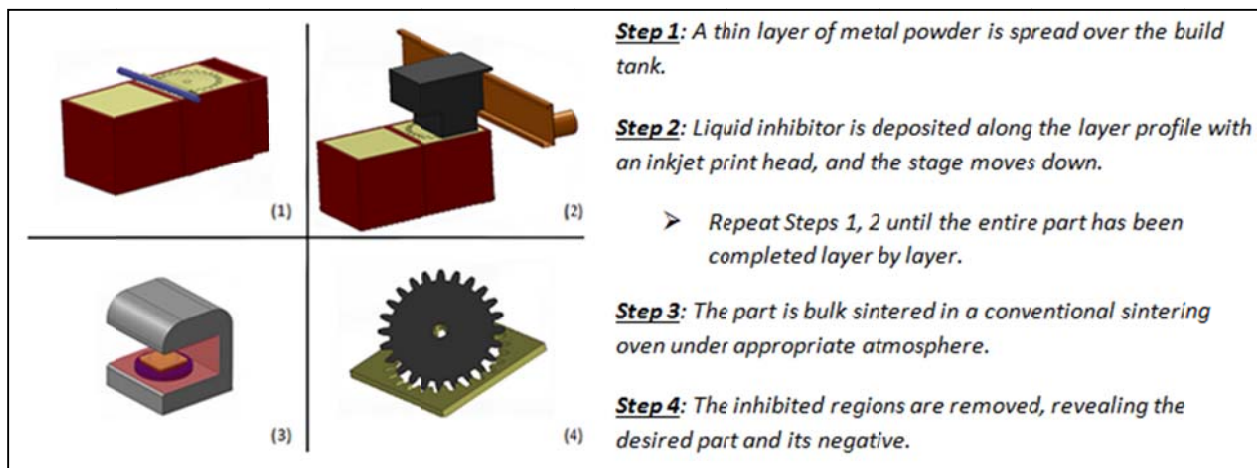 (1)
(2)
(3)
(4)
Step 1: A thin layer of metal powder is spread over the build
tank.
Step 2: Liquid inhibitor is deposited along the layer profile with
an inkjet print head, and the stage moves down.
➤ Repeat Steps 1, 2 until the entire part has been
completed layer by layer.
Step 3: The part is bulk sintered in a conventional sintering
oven under appropriate atmosphere.
Step 4: The inhibited regions are removed, revealing the
desired part and its negative.